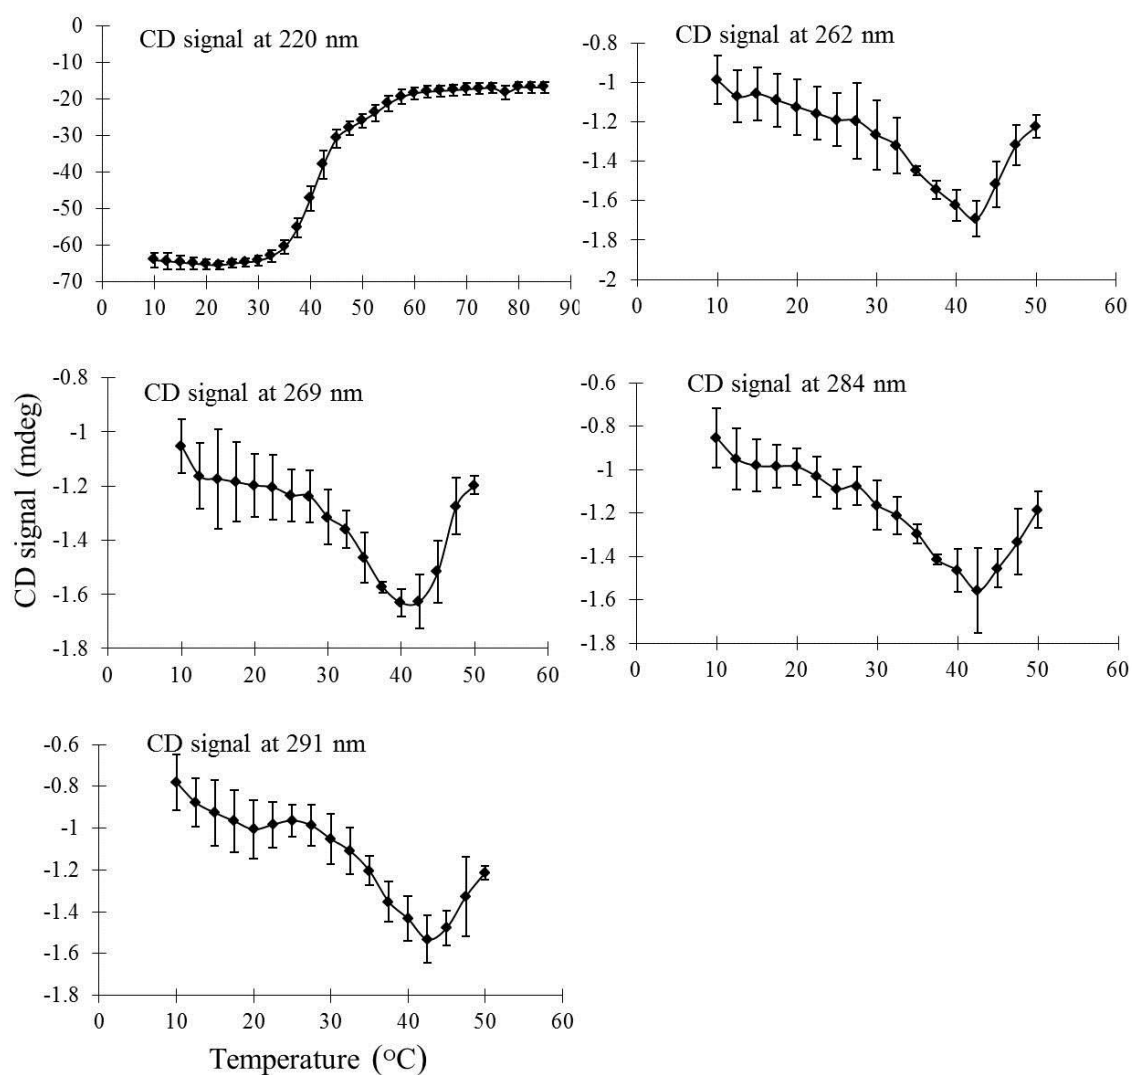 CD signal at 220 nm
0
-10
-20
-30
-40
-50
-60
-70
0 10 20 30 40 50 60 70 80 90
CD signal at 262 nm
-0.8
-1
-1.2
-1.4
-1.6
-1.8
-2
0 10 20 30 40 50 60
CD signal (mdeg)
CD signal at 269 nm
-0.8
-1
-1.2
-1.4
-1.6
-1.8
0 10 20 30 40 50 60
CD signal at 284 nm
-0.6
-0.8
-1
-1.2
-1.4
-1.6
-1.8
0 10 20 30 40 50 60
CD signal at 291 nm
-0.6
-0.8
-1
-1.2
-1.4
-1.6
-1.8
0 10 20 30 40 50 60
Temperature (°C)